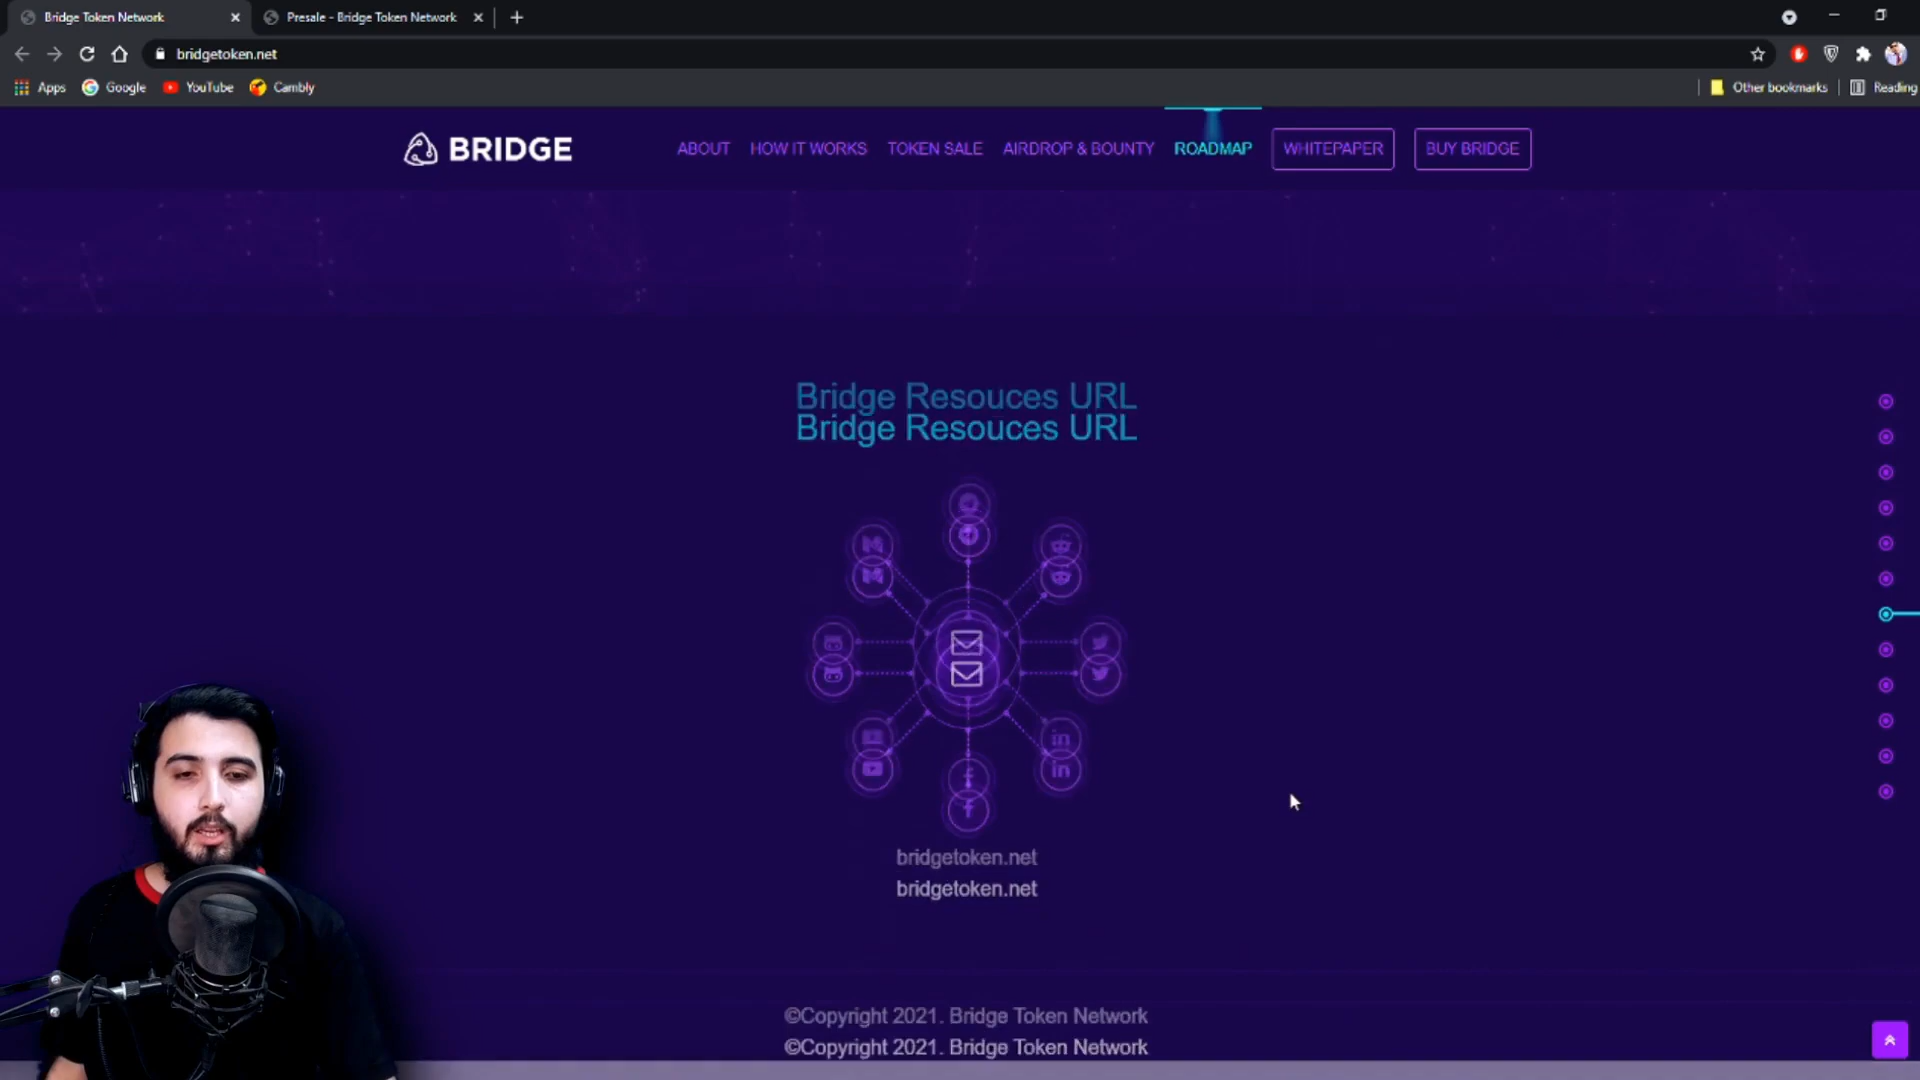 Bridge Token Network
Presale - Bridge Token Network
bridgetoken.net
Apps
Google
YouTube
Cambly
Other bookmarks
Reading
BRIDGE
ABOUT
HOW IT WORKS
TOKEN SALE
AIRDROP & BOUNTY
ROADMAP
WHITEPAPER
BUY BRIDGE
Bridge Resouces URL
Bridge Resouces URL
bridgetoken.net
bridgetoken.net
©Copyright 2021. Bridge Token Network
©Copyright 2021. Bridge Token Network